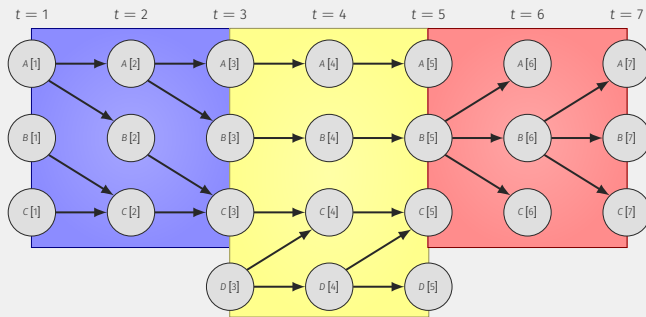 t = 1 t = 2 t = 3 t = 4 t = 5 t = 6 t = 7
A[1] A[2] A[3] A[4] A[5] A[6] A[7]
B[1] B[2] B[3] B[4] B[5] B[6] B[7]
C[1] C[2] C[3] C[4] C[5] C[6] C[7]
D[3] D[4] D[5]